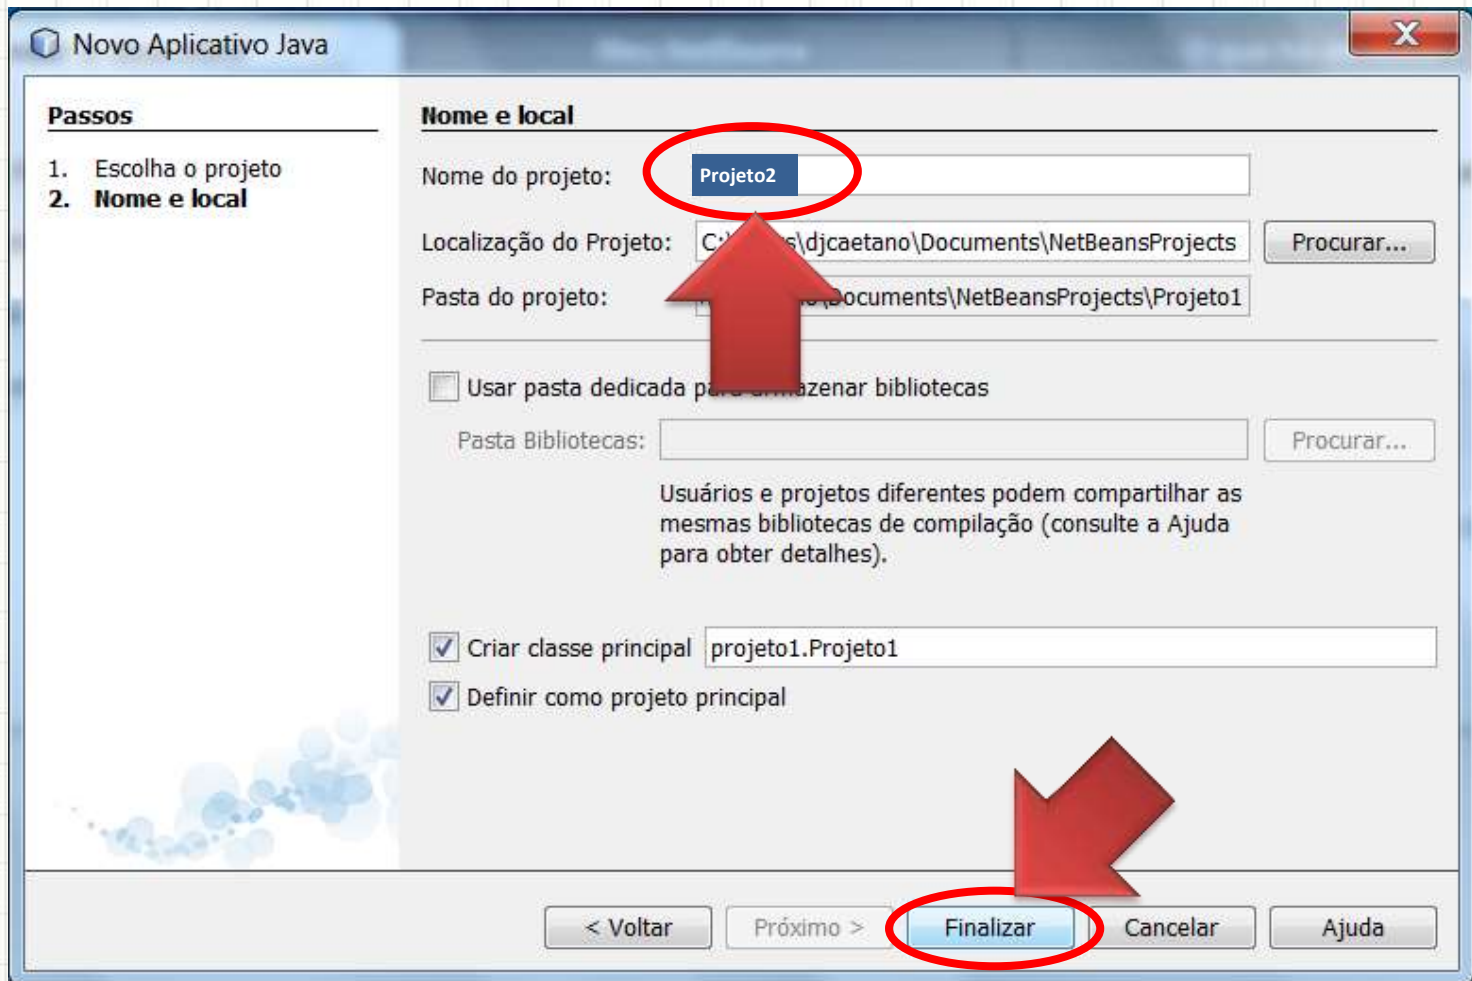 Novo Aplicativo Java
X
Passos
1. Escolha o projeto
2. Nome e local
Nome e local
Nome do projeto: Projeto2
Localização do Projeto: C:\ s\djcaetano\Documents\NetBeansProjects Procurar...
Pasta do projeto: \Documents\NetBeansProjects\Projeto1
Usar pasta dedicada para armazenar bibliotecas
Pasta Bibliotecas: Procurar...
Usuários e projetos diferentes podem compartilhar as
mesmas bibliotecas de compilação (consulte a Ajuda
para obter detalhes).
Criar classe principal projeto1.Projeto1
Definir como projeto principal
< Voltar Próximo > Finalizar Cancelar Ajuda